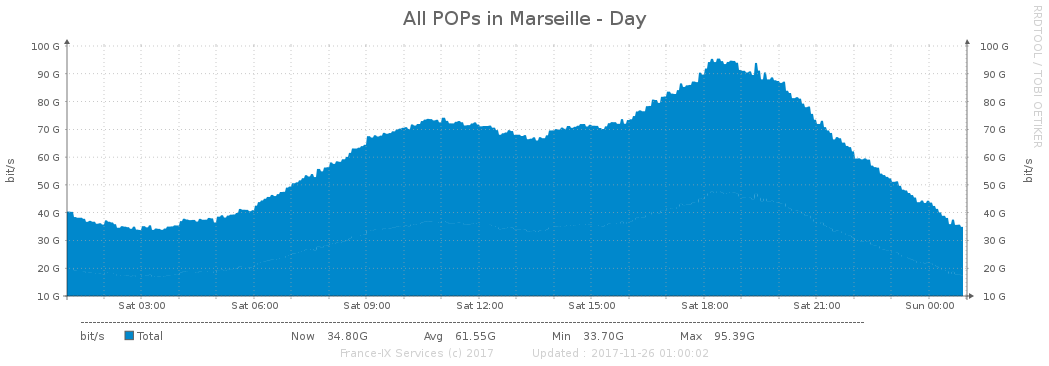 All POPs in Marseille - Day
RRDTOOL / TOBI OETIKER
100 G 100 G
90 G 90 G
80 G 80 G
70 G 70 G
60 G 60 G
50 G 50 G
40 G 40 G
30 G 30 G
20 G 20 G
10 G 10 G
bit/s
bit/s
Sat 03:00 Sat 06:00 Sat 09:00 Sat 12:00 Sat 15:00 Sat 18:00 Sat 21:00 Sun 00:00
bit/s Total Now 34.80G Avg 61.55G Min 33.70G Max 95.39G
France-IX Services (c) 2017 Updated : 2017-11-26 01:00:02